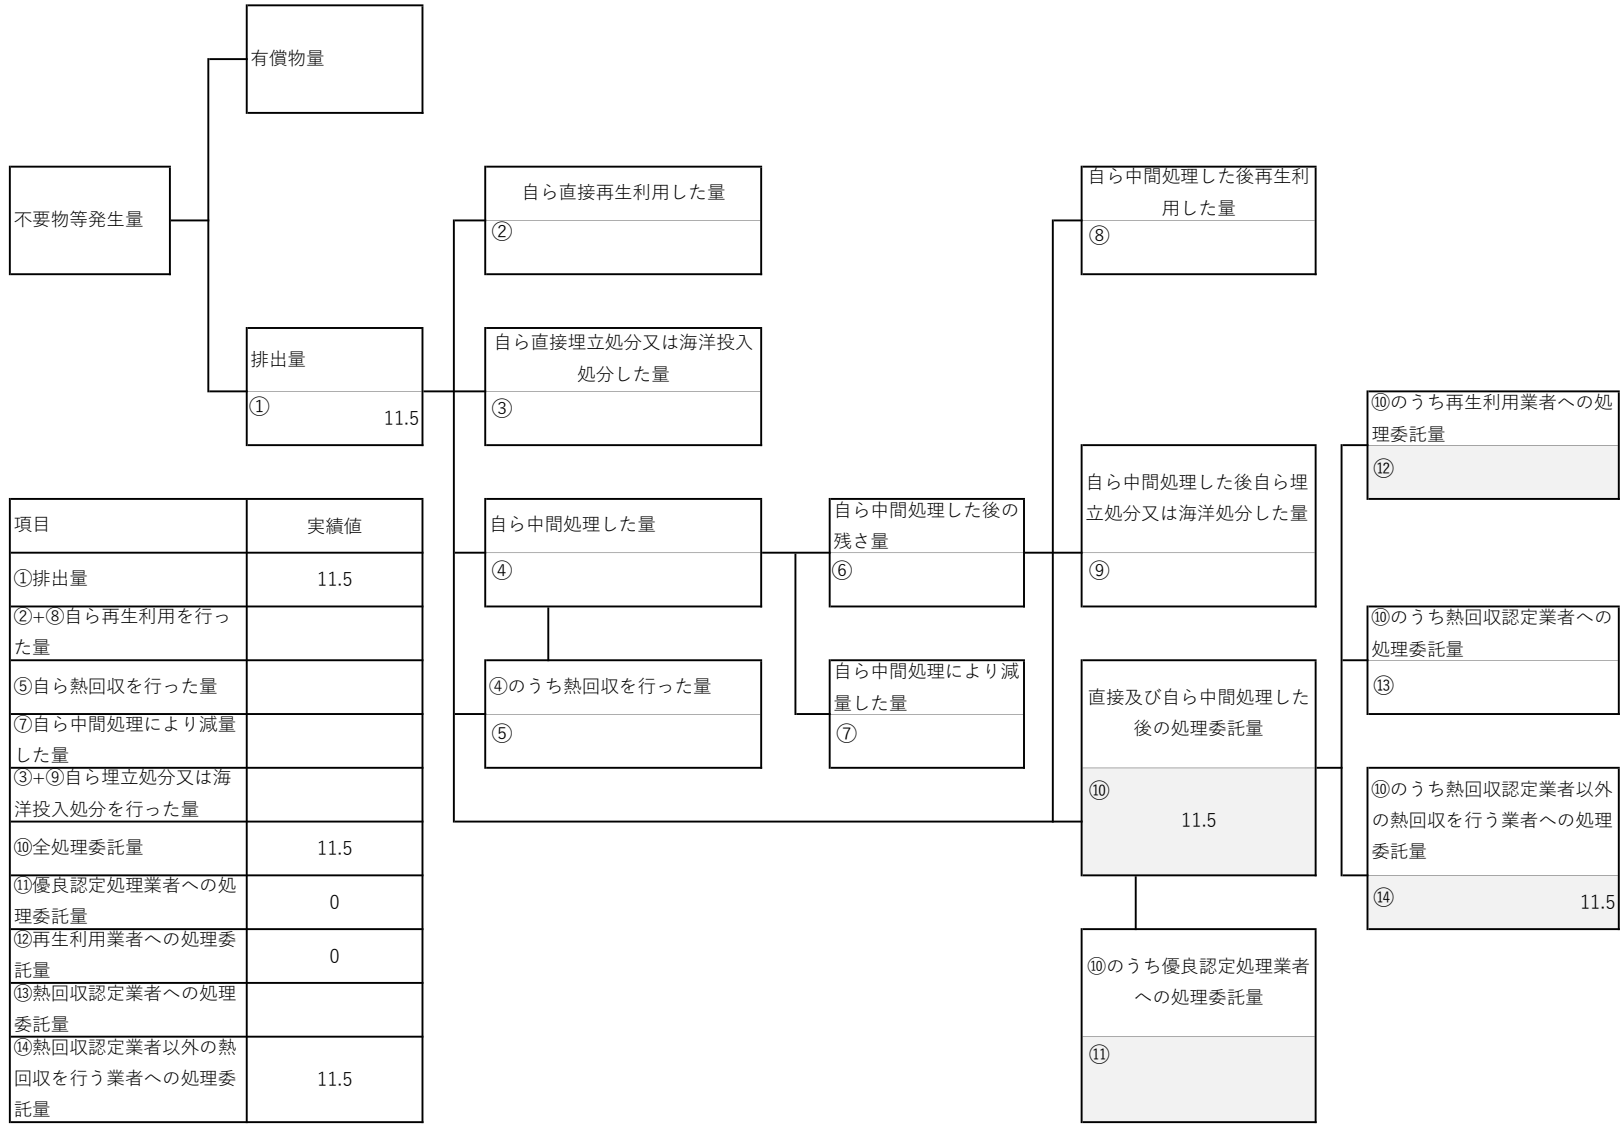 有償物量
不要物等発生量
自ら直接再生利用した量
②
自ら中間処理した後再生利
用した量
⑧
排出量
①
11.5
自ら直接埋立処分又は海洋投入
処分した量
③
自ら中間処理した量
④
自ら中間処理した後の
残さ量
⑥
自ら中間処理した後自ら埋
立処分又は海洋処分した量
⑨
⑩のうち再生利用業者への処
理委託量
⑫
④のうち熱回収を行った量
⑤
自ら中間処理により減
量した量
⑦
直接及び自ら中間処理した
後の処理委託量
⑩
11.5
⑩のうち熱回収認定業者への
処理委託量
⑬
⑩のうち熱回収認定業者以外
の熱回収を行う業者への処理
委託量
⑭
11.5
⑩のうち優良認定処理業者
への処理委託量
⑪
項目 実績値
①排出量 11.5
②+⑧自ら再生利用を行っ
た量
⑤自ら熱回収を行った量
⑦自ら中間処理により減量
した量
③+⑨自ら埋立処分又は海
洋投入処分を行った量
⑩全処理委託量 11.5
⑪優良認定処理業者への処
理委託量 0
⑫再生利用業者への処理委
託量 0
⑬熱回収認定業者への処理
委託量
⑭熱回収認定業者以外の熱
回収を行う業者への処理委 11.5
託量